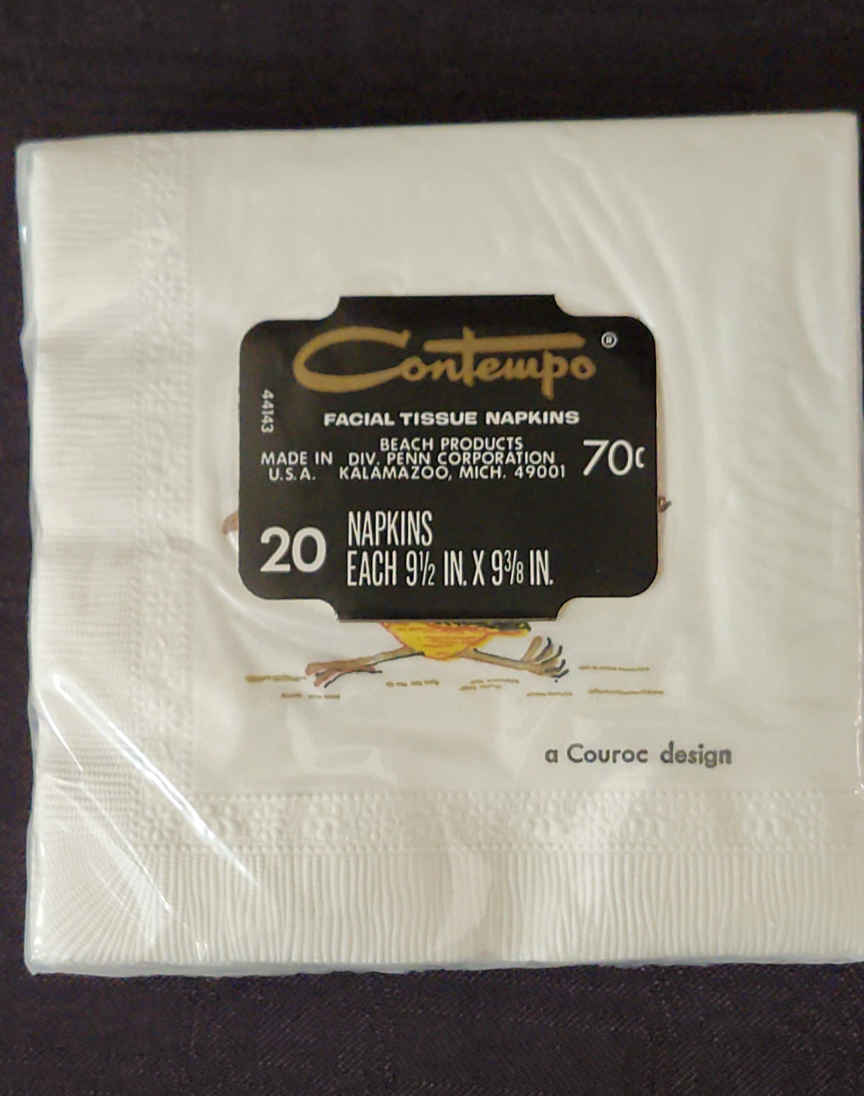 Contempo®
44143
FACIAL TISSUE NAPKINS
BEACH PRODUCTS
MADE IN DIV. PENN CORPORATION 70¢
U.S.A. KALAMAZOO, MICH. 49001
20 NAPKINS
EACH 9½ IN. X 9⅜ IN.
a Couroc design